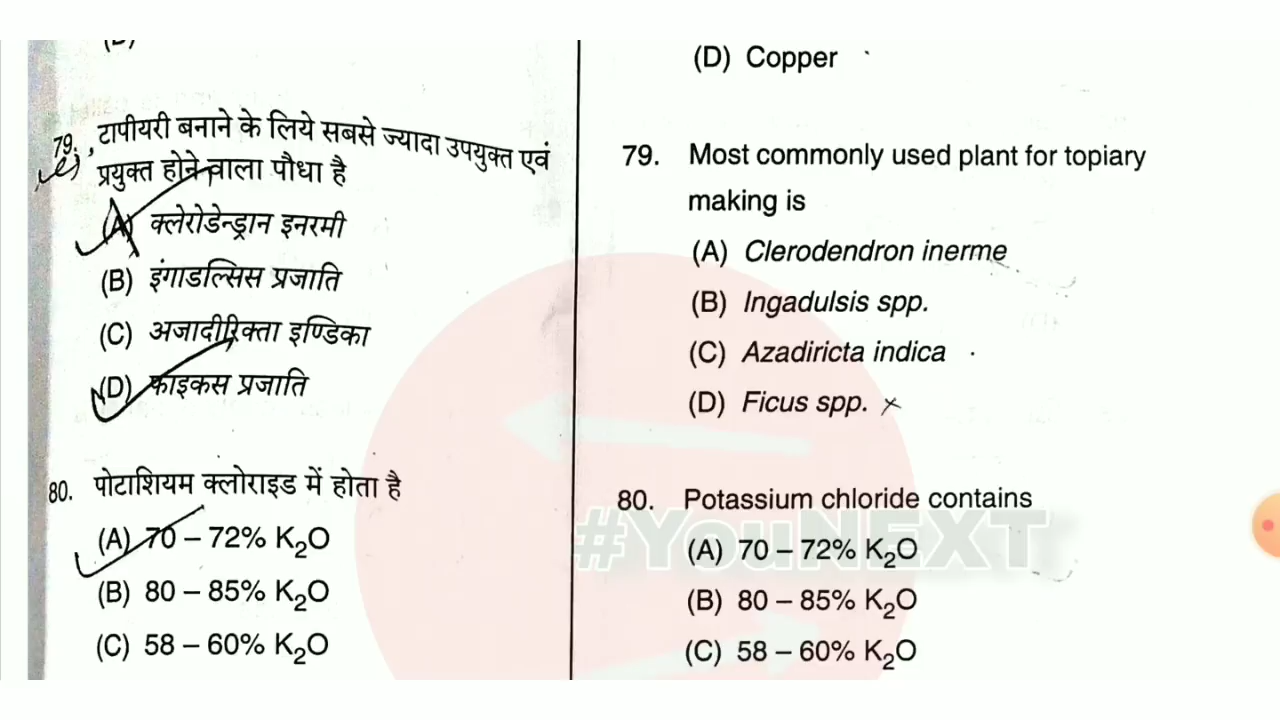 79. टापीयरी बनाने के लिये सबसे ज्यादा उपयुक्त एवं
प्रयुक्त होने वाला पौधा है
(A) क्लेरोडेन्ड्रान इनरमी
(B) इंगाडल्सिस प्रजाति
(C) अजादीरिक्ता इण्डिका
(D) फाइकस प्रजाति
80. पोटाशियम क्लोराइड में होता है
(A) 70 – 72% K₂O
(B) 80 – 85% K₂O
(C) 58 – 60% K₂O
(D) Copper
79. Most commonly used plant for topiary
making is
(A) Clerodendron inerme
(B) Ingadulsis spp.
(C) Azadiricta indica
(D) Ficus spp.
80. Potassium chloride contains
#YouNEXT
(A) 70 – 72% K₂O
(B) 80 – 85% K₂O
(C) 58 – 60% K₂O